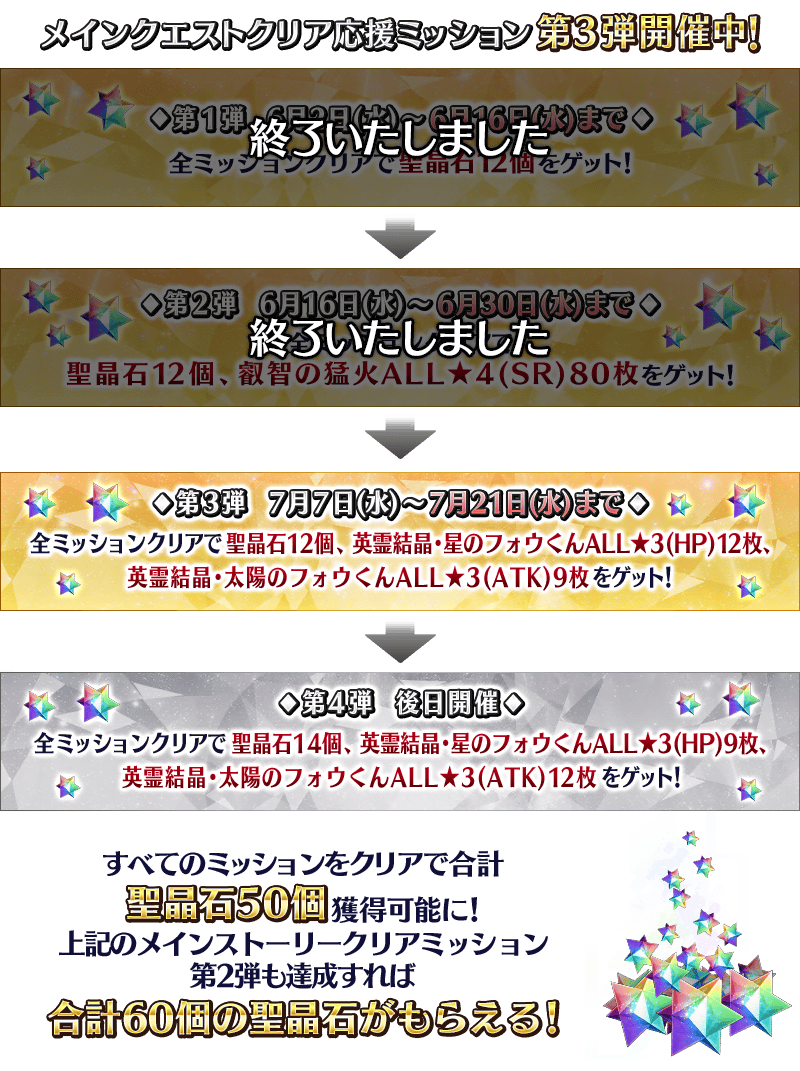 メインクエストクリア応援ミッション第3弾開催中!
◇第1弾 6月2日(水)~6月16日(水)まで◇
終了いたしました
全ミッションクリアで聖晶石12個をゲット!
◇第2弾 6月16日(水)~6月30日(水)まで◇
終了いたしました
聖晶石12個、叡智の猛火ALL★4(SR)80枚をゲット!
◇第3弾 7月7日(水)~7月21日(水)まで◇
全ミッションクリアで聖晶石12個、英霊結晶・星のフォウくんALL★3(HP)12枚、
英霊結晶・太陽のフォウくんALL★3(ATK)9枚をゲット!
◇第4弾 後日開催◇
全ミッションクリアで聖晶石14個、英霊結晶・星のフォウくんALL★3(HP)9枚、
英霊結晶・太陽のフォウくんALL★3(ATK)12枚をゲット!
すべてのミッションをクリアで合計
聖晶石50個獲得可能に!
上記のメインストーリークリアミッション
第2弾も達成すれば
合計60個の聖晶石がもらえる!